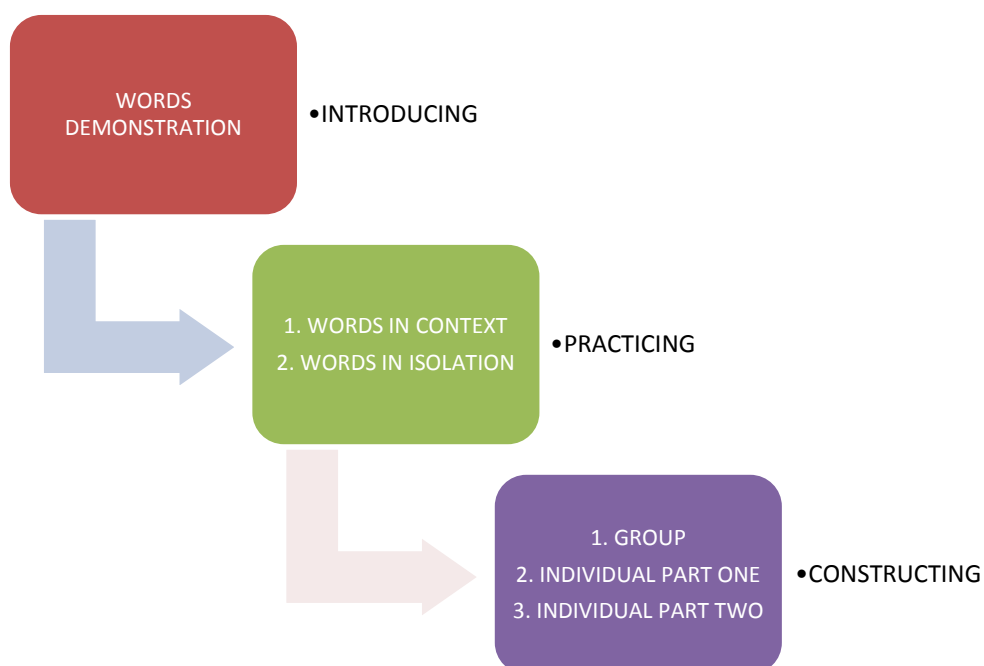 WORDS
DEMONSTRATION
•INTRODUCING
1. WORDS IN CONTEXT
2. WORDS IN ISOLATION
•PRACTICING
1. GROUP
2. INDIVIDUAL PART ONE
3. INDIVIDUAL PART TWO
•CONSTRUCTING